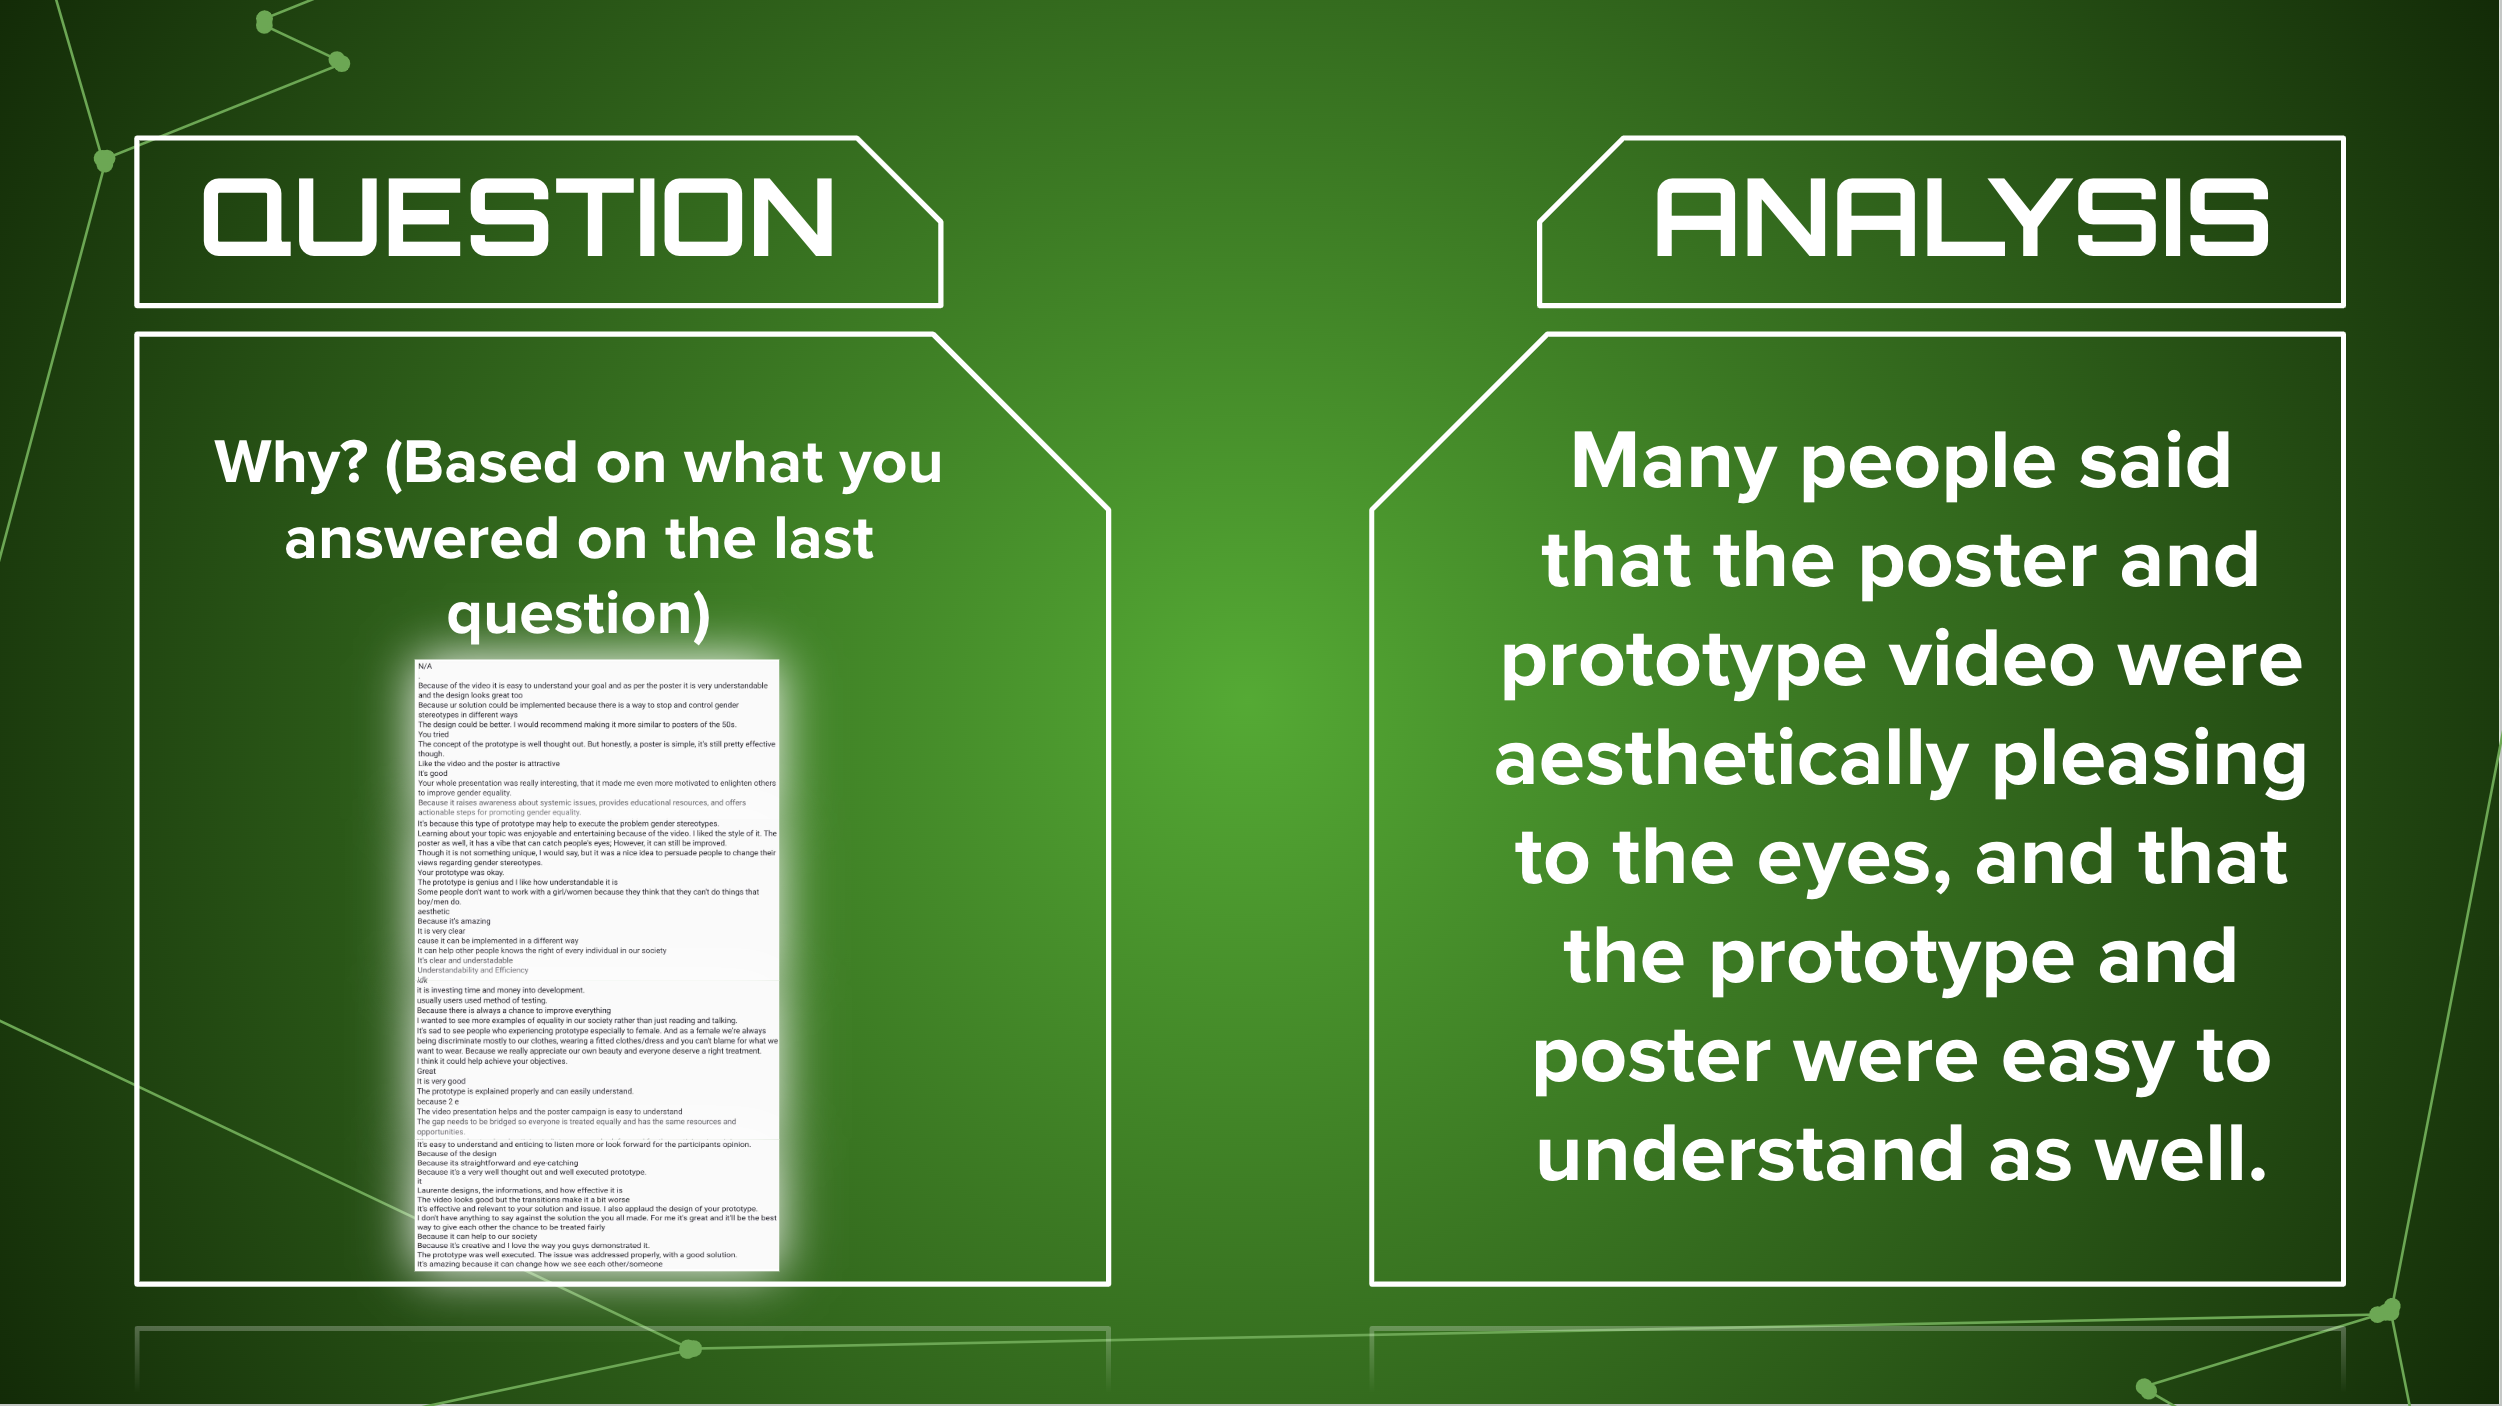 QUESTION
Why? (Based on what you
answered on the last
question)
N/A
.
Because of the video it is easy to understand your goal and as per the poster it is very understandable
and the design looks great too
Because ur solution could be implemented because there is a way to stop and control gender
stereotypes in different ways
The design could be better. I would recommend making it more similar to posters of the 50s.
You tried
The concept of the prototype is well thought out. But honestly, a poster is simple, it's still pretty effective
though.
Like the video and the poster is attractive
It's good
Your whole presentation was really interesting, that it made me even more motivated to enlighten others
to improve gender equality.
Because it raises awareness about systemic issues, provides educational resources, and offers
actionable steps for promoting gender equality.
It's because this type of prototype may help to execute the problem gender stereotypes.
Learning about your topic was enjoyable and entertaining because of the video. I liked the style of it. The
poster as well, it has a vibe that can catch people's eyes; However, it can still be improved.
Though it is not something unique, I would say, but it was a nice idea to persuade people to change their
views regarding gender stereotypes.
Your prototype was okay.
The prototype is genius and I like how understandable it is
Some people don't want to work with a girl/women because they think that they can't do things that
boy/men do.
aesthetic
Because it's amazing
It is very clear
cause it can be implemented in a different way
It can help other people knows the right of every individual in our society
It's clear and understadable
Understandability and Efficiency
idk
it is investing time and money into development.
usually users used method of testing.
Because there is always a chance to improve everything
I wanted to see more examples of equality in our society rather than just reading and talking.
It's sad to see people who experiencing prototype especially to female. And as a female we're always
being discriminate mostly to our clothes, wearing a fitted clothes/dress and you can't blame for what we
want to wear. Because we really appreciate our own beauty and everyone deserve a right treatment.
I think it could help achieve your objectives.
Great
It is very good
The prototype is explained properly and can easily understand.
because 2 e
The video presentation helps and the poster campaign is easy to understand
The gap needs to be bridged so everyone is treated equally and has the same resources and
opportunities.
It's easy to understand and enticing to listen more or look forward for the participants opinion.
Because of the design
Because its straightforward and eye-catching
Because it's a very well thought out and well executed prototype.
it
Laurente designs, the informations, and how effective it is
The video looks good but the transitions make it a bit worse
It's effective and relevant to your solution and issue. I also applaud the design of your prototype.
I don't have anything to say against the solution the you all made. For me it's great and it'll be the best
way to give each other the chance to be treated fairly
Because it can help to our society
Because it's creative and I love the way you guys demonstrated it.
The prototype was well executed. The issue was addressed properly, with a good solution.
It's amazing because it can change how we see each other/someone
ANALYSIS
Many people said
that the poster and
prototype video were
aesthetically pleasing
to the eyes, and that
the prototype and
poster were easy to
understand as well.